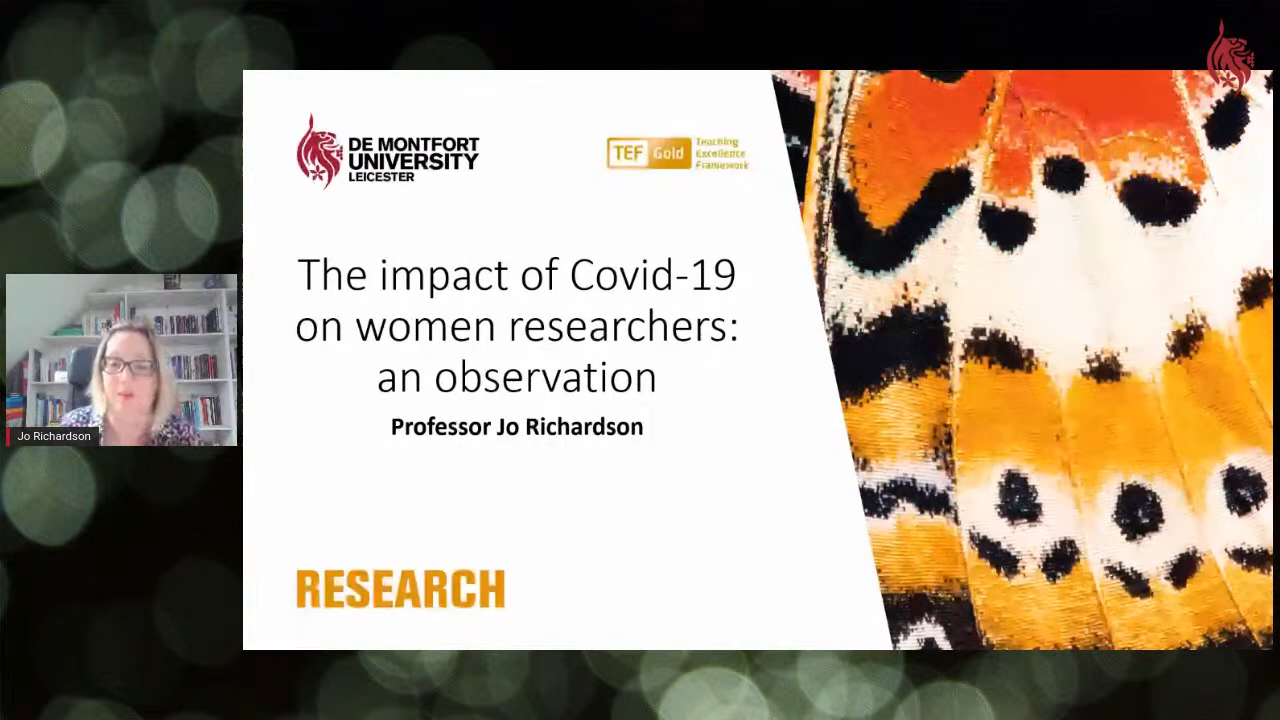 DE MONTFORT
UNIVERSITY
LEICESTER
TEF Gold
Teaching
Excellence
Framework
The impact of Covid-19
on women researchers:
an observation
Professor Jo Richardson
Jo Richardson
RESEARCH